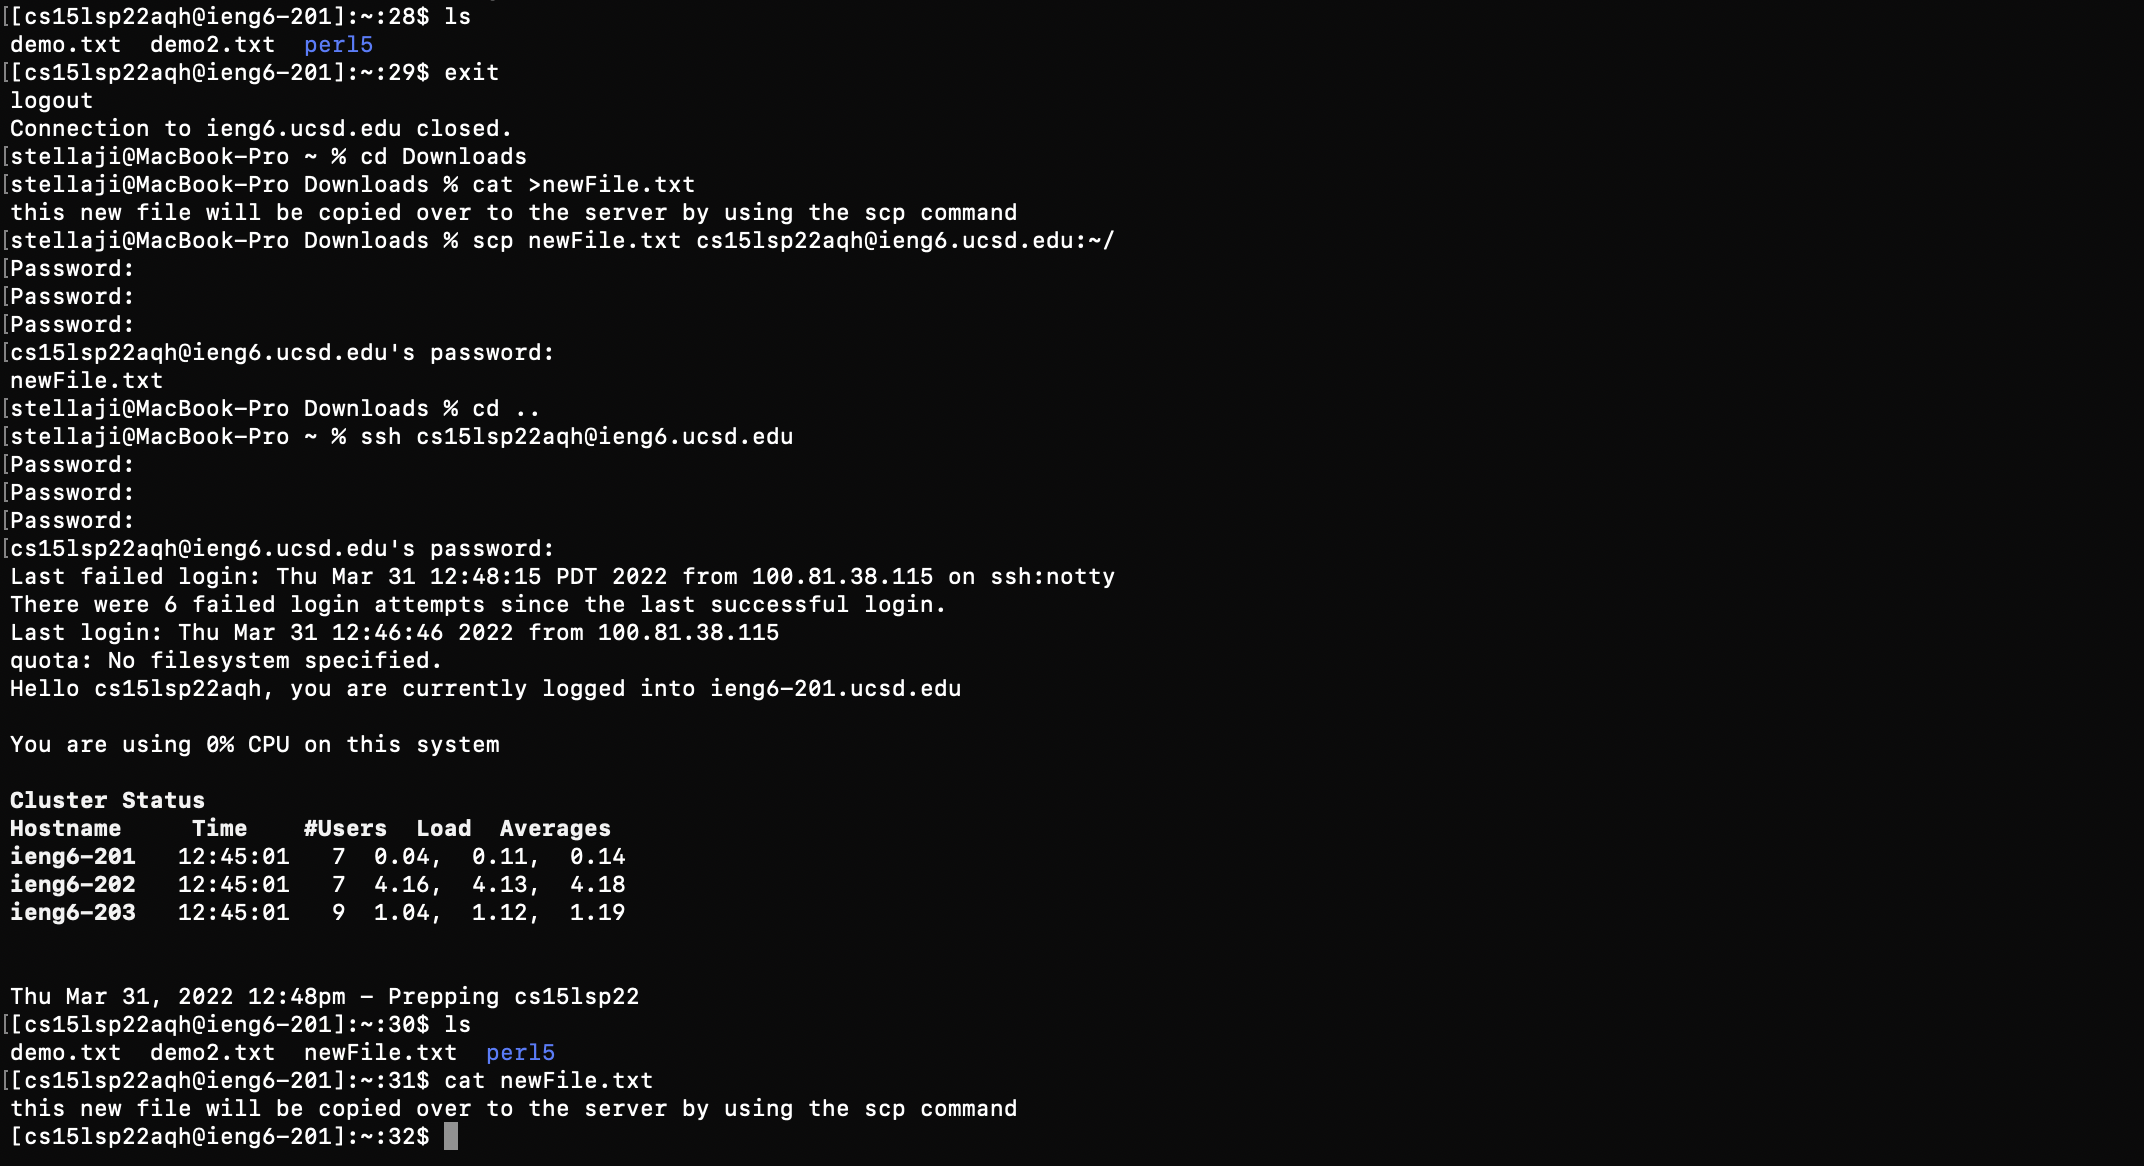 [[cs15lsp22aqh@ieng6-201]:~:28$ ls
demo.txt  demo2.txt  perl5
[[cs15lsp22aqh@ieng6-201]:~:29$ exit
logout
Connection to ieng6.ucsd.edu closed.
[stellaji@MacBook-Pro ~ % cd Downloads
[stellaji@MacBook-Pro Downloads % cat >newFile.txt
this new file will be copied over to the server by using the scp command
[stellaji@MacBook-Pro Downloads % scp newFile.txt cs15lsp22aqh@ieng6.ucsd.edu:~/
[Password:
[Password:
[Password:
[cs15lsp22aqh@ieng6.ucsd.edu's password:
newFile.txt
[stellaji@MacBook-Pro Downloads % cd ..
[stellaji@MacBook-Pro ~ % ssh cs15lsp22aqh@ieng6.ucsd.edu
[Password:
[Password:
[Password:
[cs15lsp22aqh@ieng6.ucsd.edu's password:
Last failed login: Thu Mar 31 12:48:15 PDT 2022 from 100.81.38.115 on ssh:notty
There were 6 failed login attempts since the last successful login.
Last login: Thu Mar 31 12:46:46 2022 from 100.81.38.115
quota: No filesystem specified.
Hello cs15lsp22aqh, you are currently logged into ieng6-201.ucsd.edu
You are using 0% CPU on this system
Cluster Status
Hostname     Time    #Users  Load  Averages
ieng6-201   12:45:01   7  0.04,  0.11,  0.14
ieng6-202   12:45:01   7  4.16,  4.13,  4.18
ieng6-203   12:45:01   9  1.04,  1.12,  1.19
Thu Mar 31, 2022 12:48pm - Prepping cs15lsp22
[[cs15lsp22aqh@ieng6-201]:~:30$ ls
demo.txt  demo2.txt  newFile.txt  perl5
[[cs15lsp22aqh@ieng6-201]:~:31$ cat newFile.txt
this new file will be copied over to the server by using the scp command
[cs15lsp22aqh@ieng6-201]:~:32$